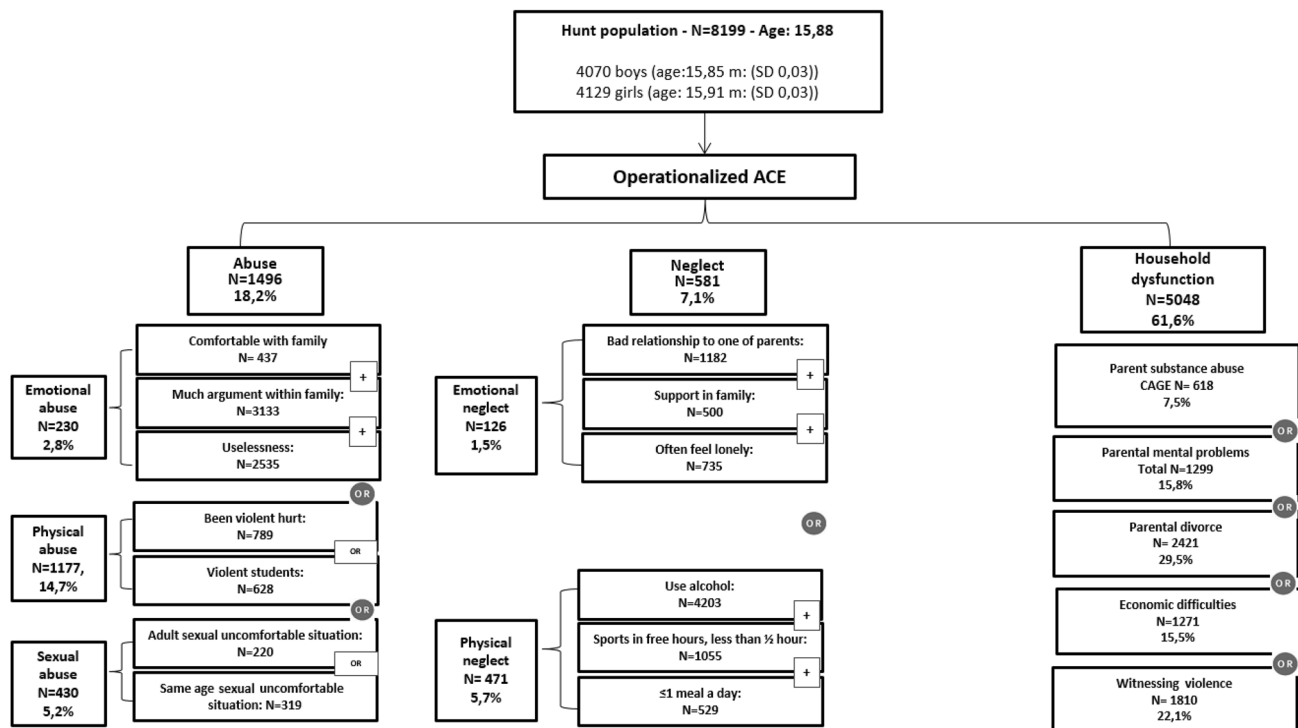 Hunt population - N=8199 - Age: 15,88
4070 boys (age:15,85 m: (SD 0,03))
4129 girls (age: 15,91 m: (SD 0,03))
Operationalized ACE
Abuse
N=1496
18,2%
Emotional
abuse
N=230
2,8%
Comfortable with family
N= 437
+
Much argument within family:
N=3133
+
Uselessness:
N=2535
OR
Physical
abuse
N=1177,
14,7%
Been violent hurt:
N=789
OR
Violent students:
N=628
OR
Sexual
abuse
N=430
5,2%
Adult sexual uncomfortable situation:
N=220
OR
Same age sexual uncomfortable
situation: N=319
Neglect
N=581
7,1%
Emotional
neglect
N=126
1,5%
Bad relationship to one of parents:
N=1182
+
Support in family:
N=500
+
Often feel lonely:
N=735
OR
Physical
neglect
N= 471
5,7%
Use alcohol:
N=4203
+
Sports in free hours, less than ½ hour:
N=1055
+
≤1 meal a day:
N=529
Household
dysfunction
N=5048
61,6%
Parent substance abuse
CAGE N= 618
7,5%
OR
Parental mental problems
Total N=1299
15,8%
OR
Parental divorce
N= 2421
29,5%
OR
Economic difficulties
N=1271
15,5%
OR
Witnessing violence
N= 1810
22,1%